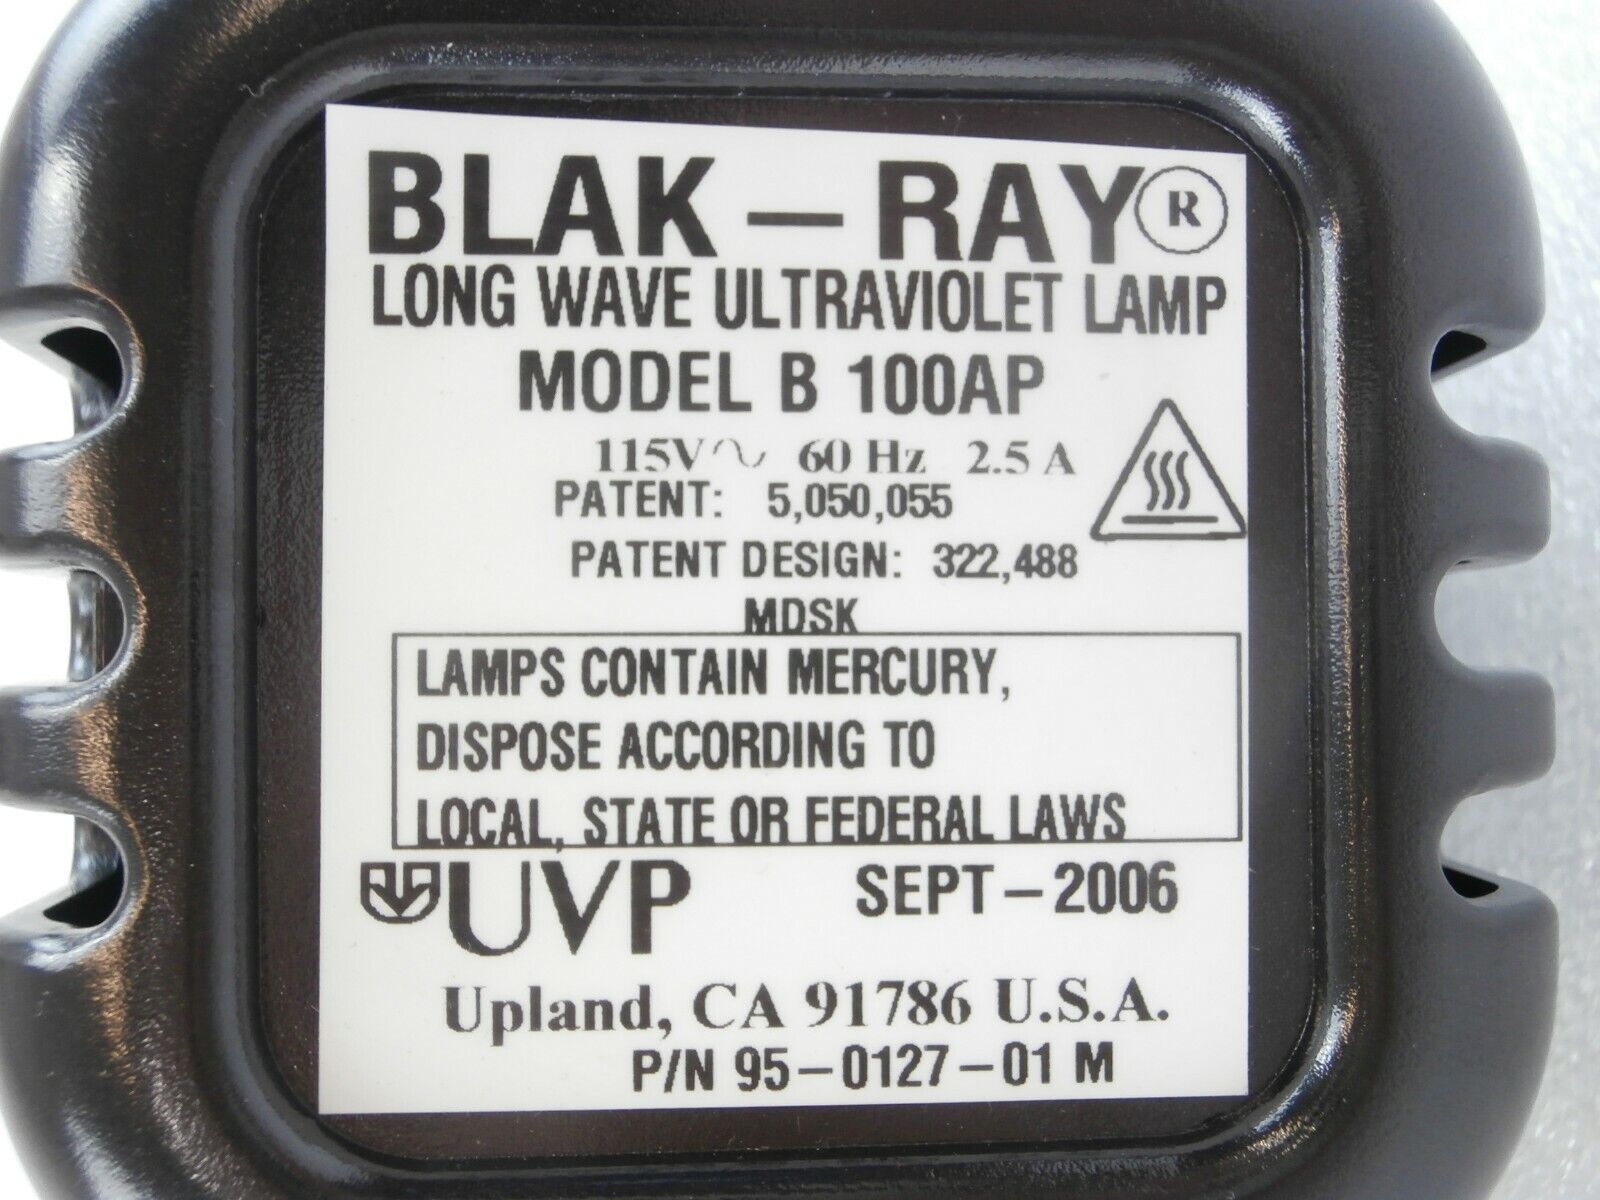 BLAK – RAY®
LONG WAVE ULTRAVIOLET LAMP
MODEL B 100AP
115V∿ 60 Hz 2.5 A
PATENT: 5,050,055
PATENT DESIGN: 322,488
MDSK
LAMPS CONTAIN MERCURY,
DISPOSE ACCORDING TO
LOCAL, STATE OR FEDERAL LAWS
UVP SEPT – 2006
Upland, CA 91786 U.S.A.
P/N 95–0127–01 M